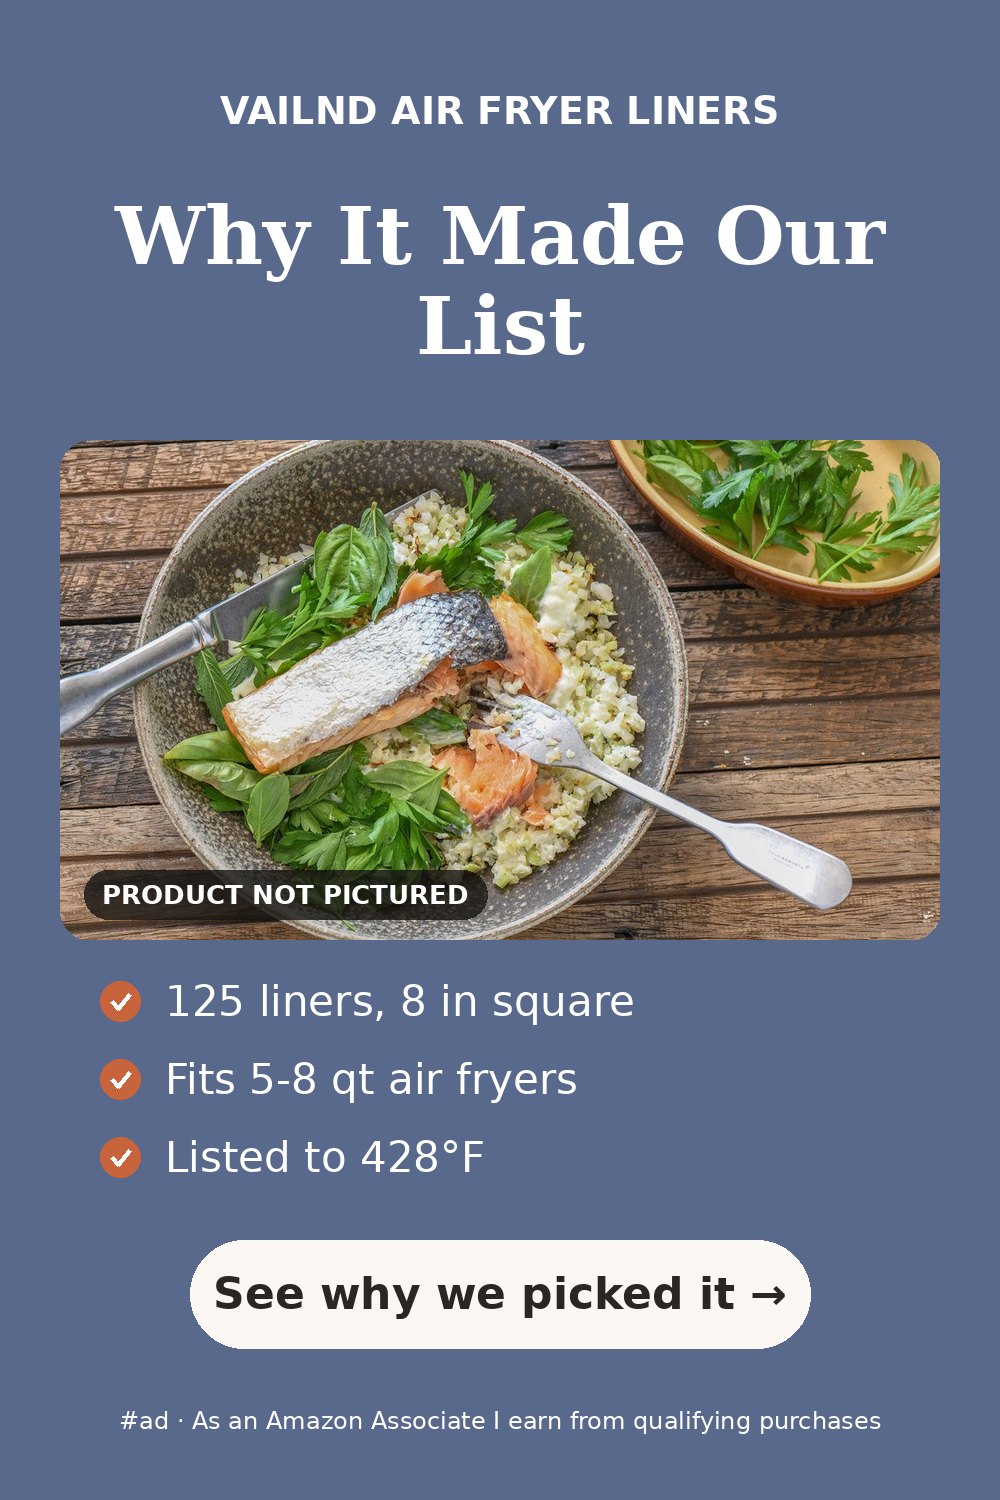 VAILND AIR FRYER LINERS
Why It Made Our
List
PRODUCT NOT PICTURED
125 liners, 8 in square
Fits 5-8 qt air fryers
Listed to 428°F
See why we picked it →
#ad · As an Amazon Associate I earn from qualifying purchases